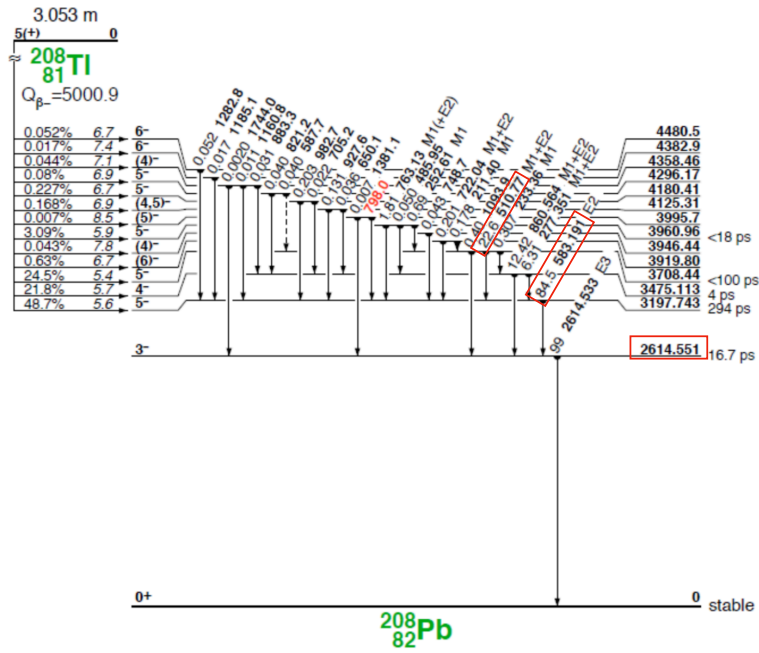 3.053 m
5(+) 0
208
81Tl
Qβ−=5000.9
0.052% 6.7 6−
0.017% 7.4 6−
0.044% 7.1 (4)−
0.08% 6.9 5−
0.227% 6.7 5−
0.168% 6.9 (4,5)−
0.007% 8.5 (5)−
3.09% 5.9 5−
0.043% 7.8 (4)−
0.63% 6.7 (6)−
24.5% 5.4 5−
21.8% 5.7 4−
48.7% 5.6 5−
3−
0+
0.052 1282.8
0.017 1185.1
0.0020 1744.0
0.011 1160.8
0.031 883.3
0.040 821.2
0.040 587.7
0.203 982.7
0.022 705.2
0.131 927.6
0.036 650.1
0.007 1381.1
798.0
1.81 763.13 M1(+E2)
0.050 485.95
0.69 252.61 M1
0.043 748.7
0.201 722.04 M1+E2
0.178 211.40 M1
0.40 1093.9
22.6 510.77 M1+E2
0.307 233.36 M1
12.42 860.564 M1+E2
6.31 277.351 M1+E2
84.5 583.191 E2
99 2614.533 E3
4480.5
4382.9
4358.46
4296.17
4180.41
4125.31
3995.7
3960.96
3946.44 <18 ps
3919.80
3708.44
3475.113 <100 ps
3197.743 4 ps
294 ps
2614.551 16.7 ps
0 stable
208
82Pb